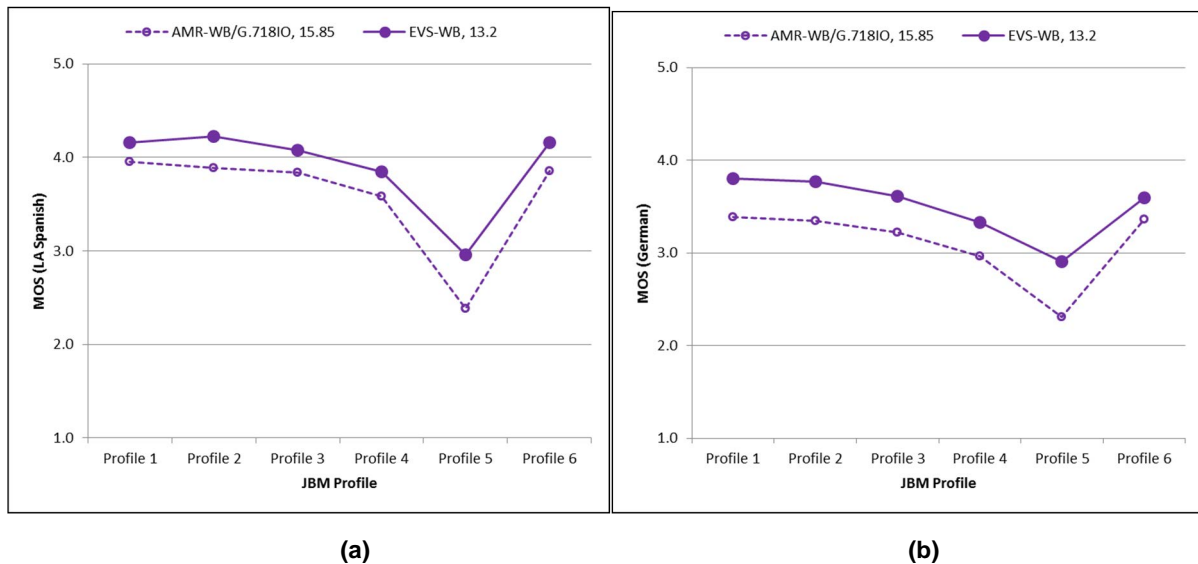 AMR-WB/G.718IO, 15.85 EVS-WB, 13.2
5.0
4.0
3.0
2.0
1.0
MOS (LA Spanish)
Profile 1 Profile 2 Profile 3 Profile 4 Profile 5 Profile 6
JBM Profile
(a)
AMR-WB/G.718IO, 15.85 EVS-WB, 13.2
5.0
4.0
3.0
2.0
1.0
MOS (German)
Profile 1 Profile 2 Profile 3 Profile 4 Profile 5 Profile 6
JBM Profile
(b)